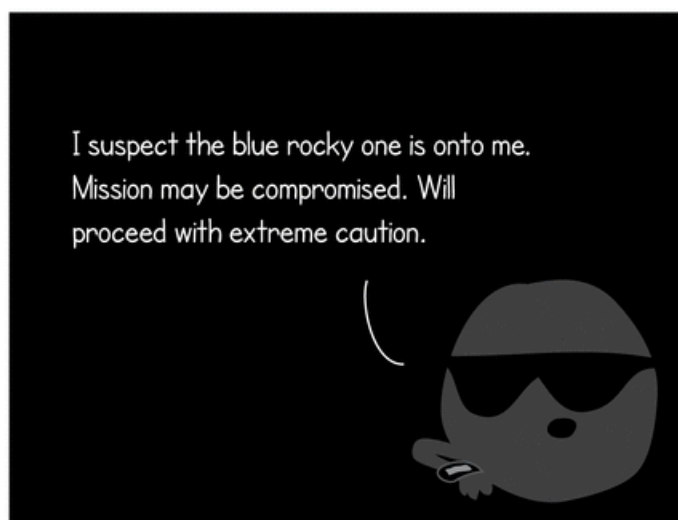 I suspect the blue rocky one is onto me.
Mission may be compromised. Will
proceed with extreme caution.